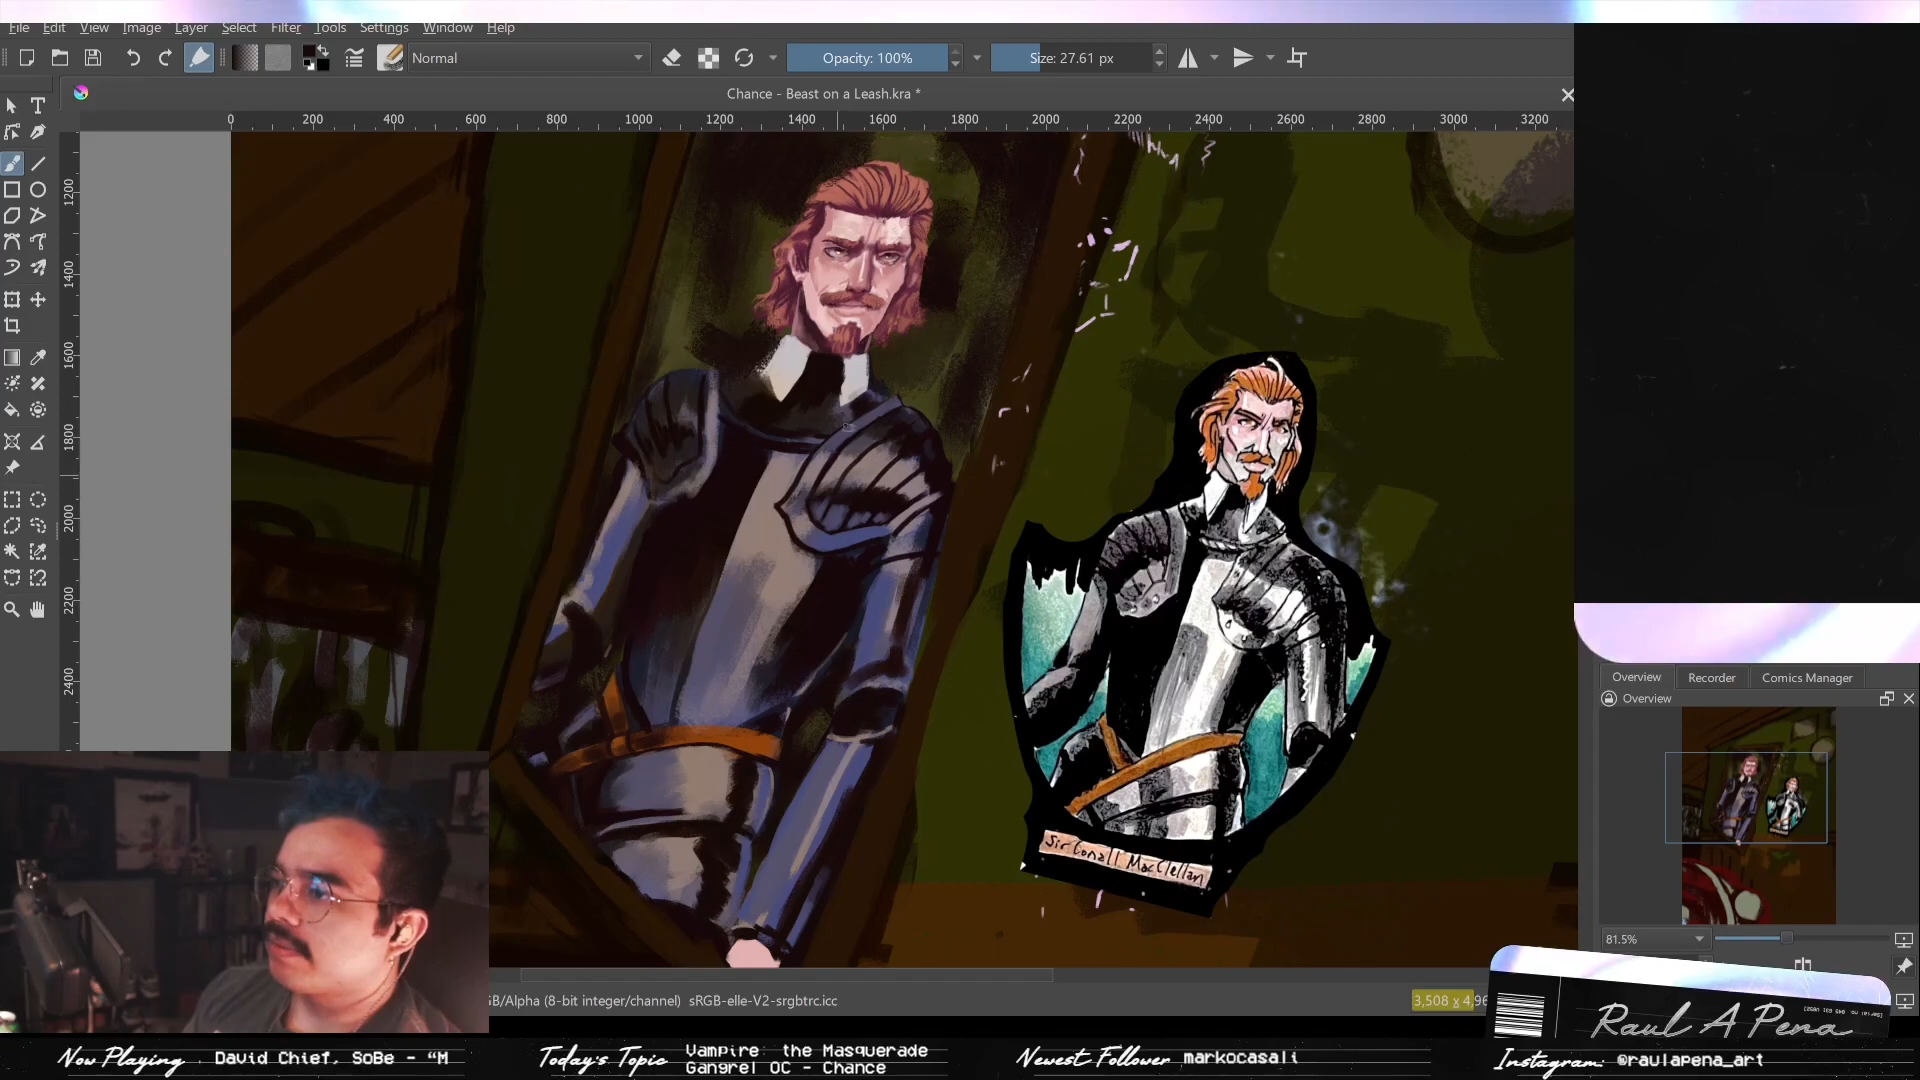 File Edit View Image Layer Select Filter Tools Settings Window Help
Normal Opacity: 100% Size: 27.61 px
Chance - Beast on a Leash.kra *
0 200 400 600 800 1000 1200 1400 1600 1800 2000 2200 2400 2600 2800 3000 3200
1200
1400
1600
1800
2000
2200
2400
Sir Conall MacClellan
Overview Recorder Comics Manager
Overview
81.5%
GB/Alpha (8-bit integer/channel) sRGB-elle-V2-srgbtrc.icc
3,508 x 4,96
Raul A Pena
Now Playing David Chief, SoBe - "M
Today's Topic Vampire: the Masquerade
Gangrel OC - Chance
Newest Follower markocasali
Instagram: @raulapena_art